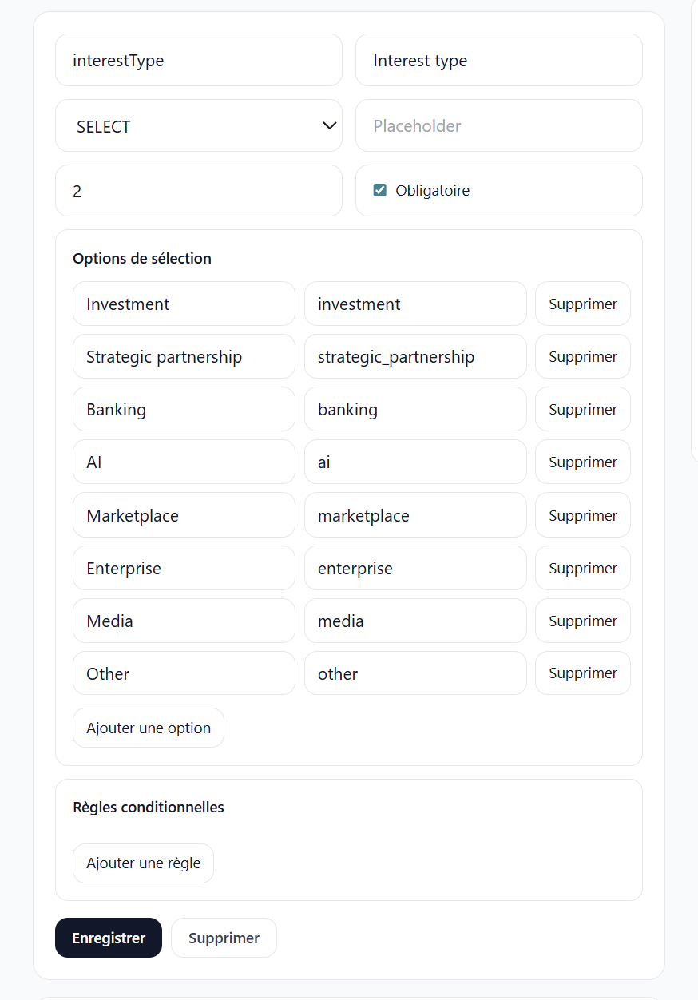 interestType
Interest type
SELECT
Placeholder
2
Obligatoire
Options de sélection
Investment investment Supprimer
Strategic partnership strategic_partnership Supprimer
Banking banking Supprimer
AI ai Supprimer
Marketplace marketplace Supprimer
Enterprise enterprise Supprimer
Media media Supprimer
Other other Supprimer
Ajouter une option
Règles conditionnelles
Ajouter une règle
Enregistrer Supprimer